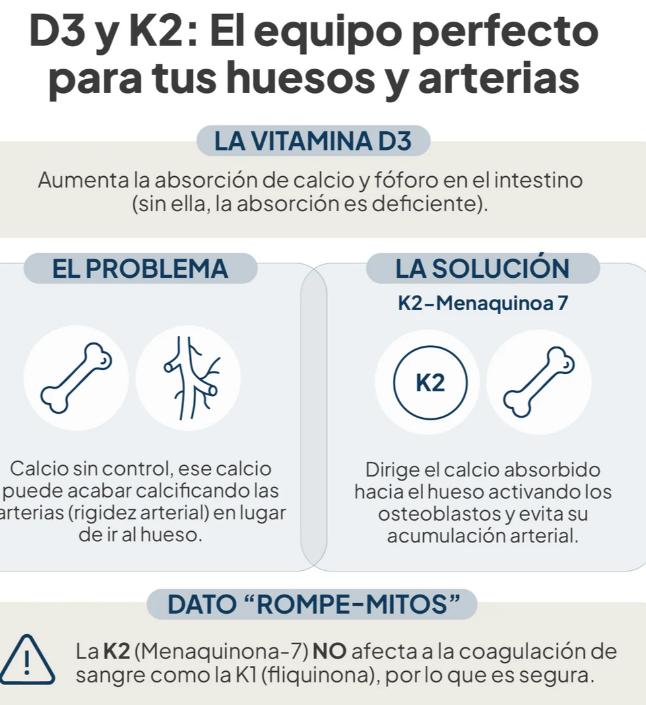 D3 y K2: El equipo perfecto
para tus huesos y arterias
LA VITAMINA D3
Aumenta la absorción de calcio y fóforo en el intestino
(sin ella, la absorción es deficiente).
EL PROBLEMA
Calcio sin control, ese calcio
puede acabar calcificando las
arterias (rigidez arterial) en lugar
de ir al hueso.
LA SOLUCIÓN
K2-Menaquinoa 7
K2
Dirige el calcio absorbido
hacia el hueso activando los
osteoblastos y evita su
acumulación arterial.
DATO “ROMPE-MITOS”
La K2 (Menaquinona-7) NO afecta a la coagulación de
sangre como la K1 (fliquinona), por lo que es segura.